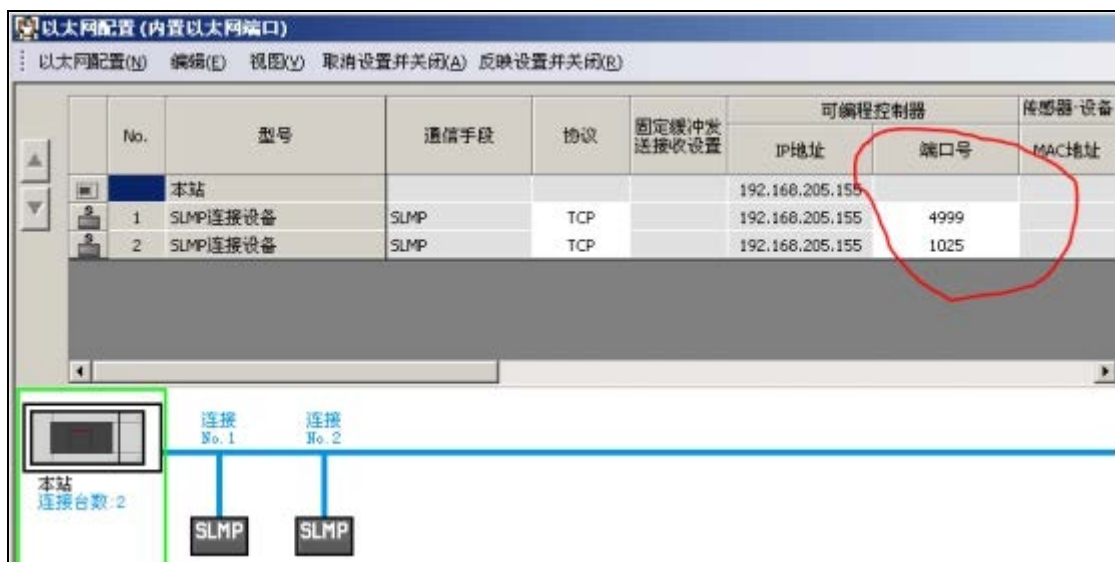 以太网配置 (内置以太网端口)
以太网配置(N) 编辑(E) 视图(V) 取消设置并关闭(A) 反映设置并关闭(R)
可编程控制器 传感器·设备
No. 型号 通信手段 协议 固定缓冲发送接收设置 IP地址 端口号 MAC地址
本站 192.168.205.155
1 SLMP连接设备 SLMP TCP 192.168.205.155 4999
2 SLMP连接设备 SLMP TCP 192.168.205.155 1025
连接 连接
No.1 No.2
本站
连接台数:2
SLMP SLMP